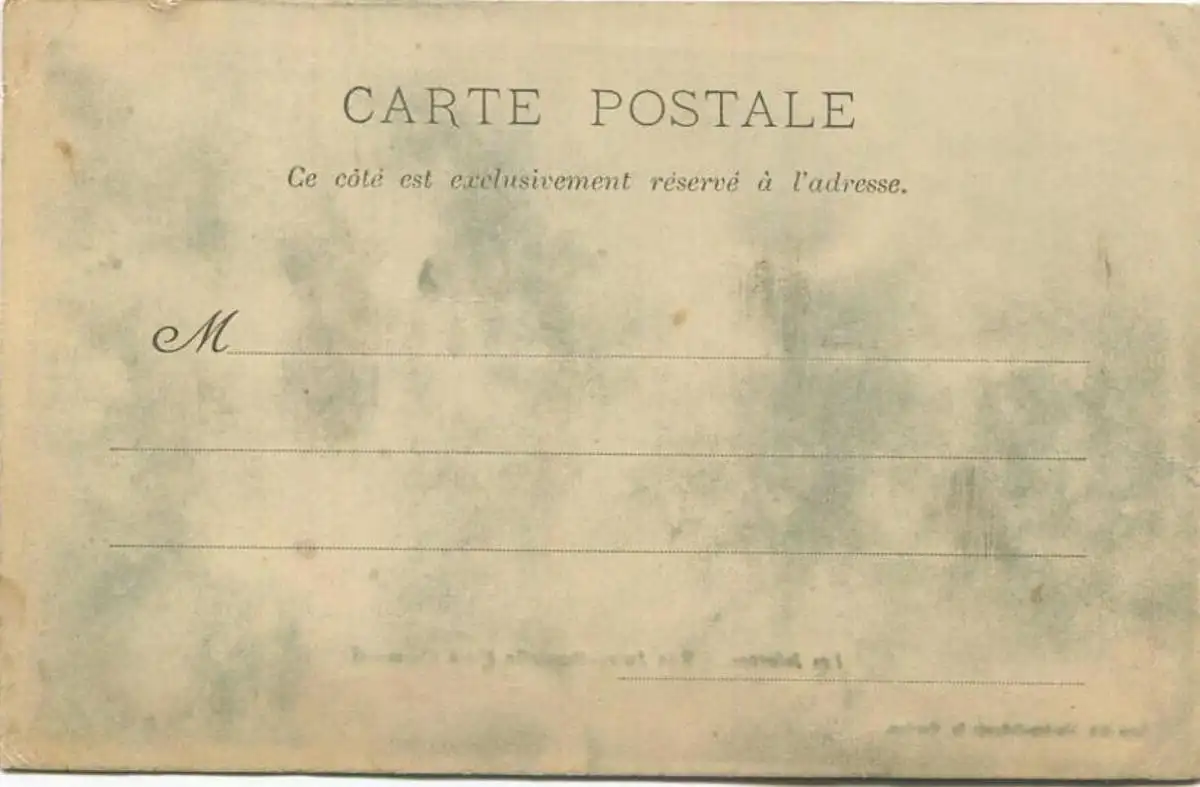 CARTE POSTALE
Ce côté est exclusivement réservé à l'adresse.
M